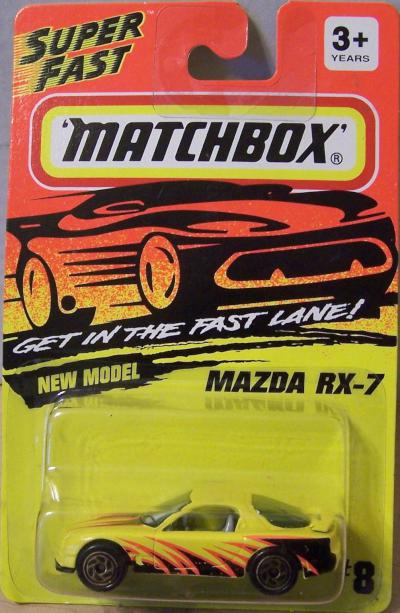 SUPER
FAST
3+
YEARS
'MATCHBOX'®
GET IN THE FAST LANE!
NEW MODEL
MAZDA RX-7
#8